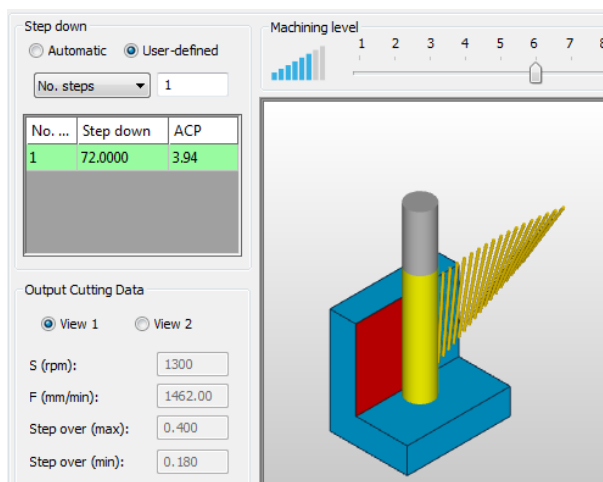 Step down
Automatic User-defined
No. steps 1
No. ... Step down ACP
1 72.0000 3.94
Output Cutting Data
View 1 View 2
S (rpm): 1300
F (mm/min): 1462.00
Step over (max): 0.400
Step over (min): 0.180
Machining level
1 2 3 4 5 6 7 8